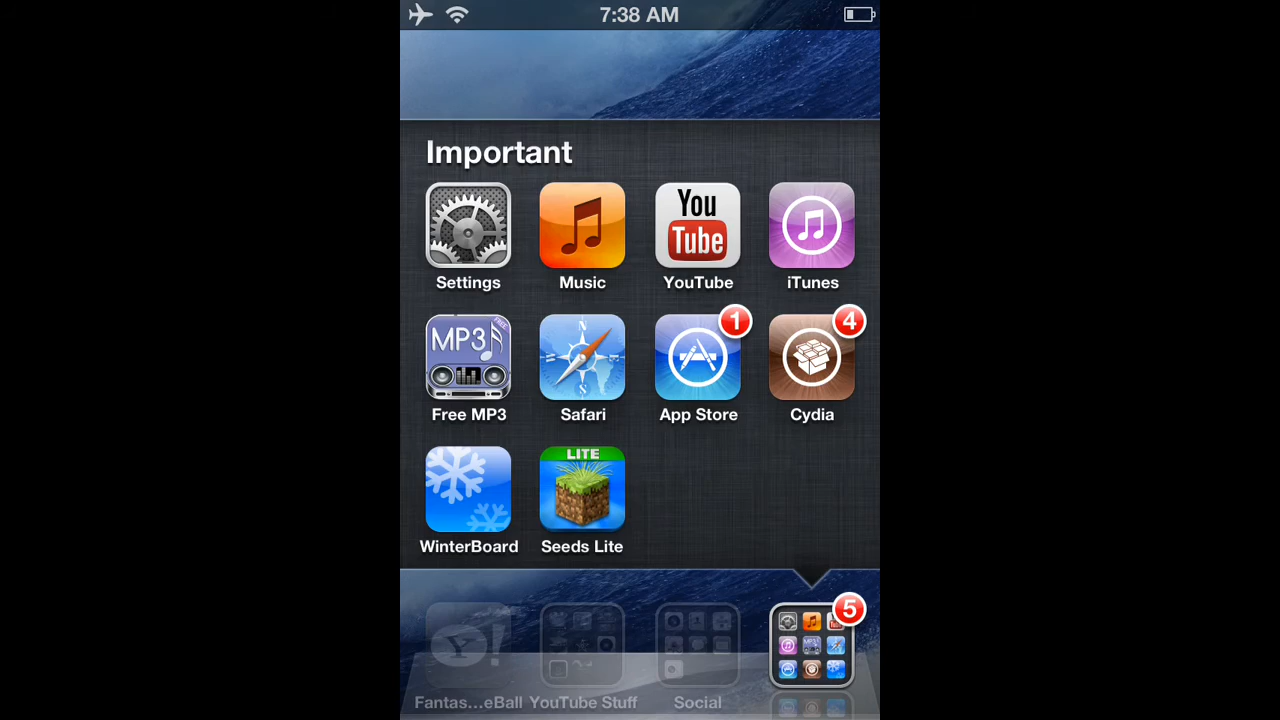 7:38 AM
Important
You
Tube
Settings
Music
YouTube
iTunes
MP3
FREE
N
S
1
4
Free MP3
Safari
App Store
Cydia
LITE
WinterBoard
Seeds Lite
5
Y!
Fantas...eBall
YouTube Stuff
Social